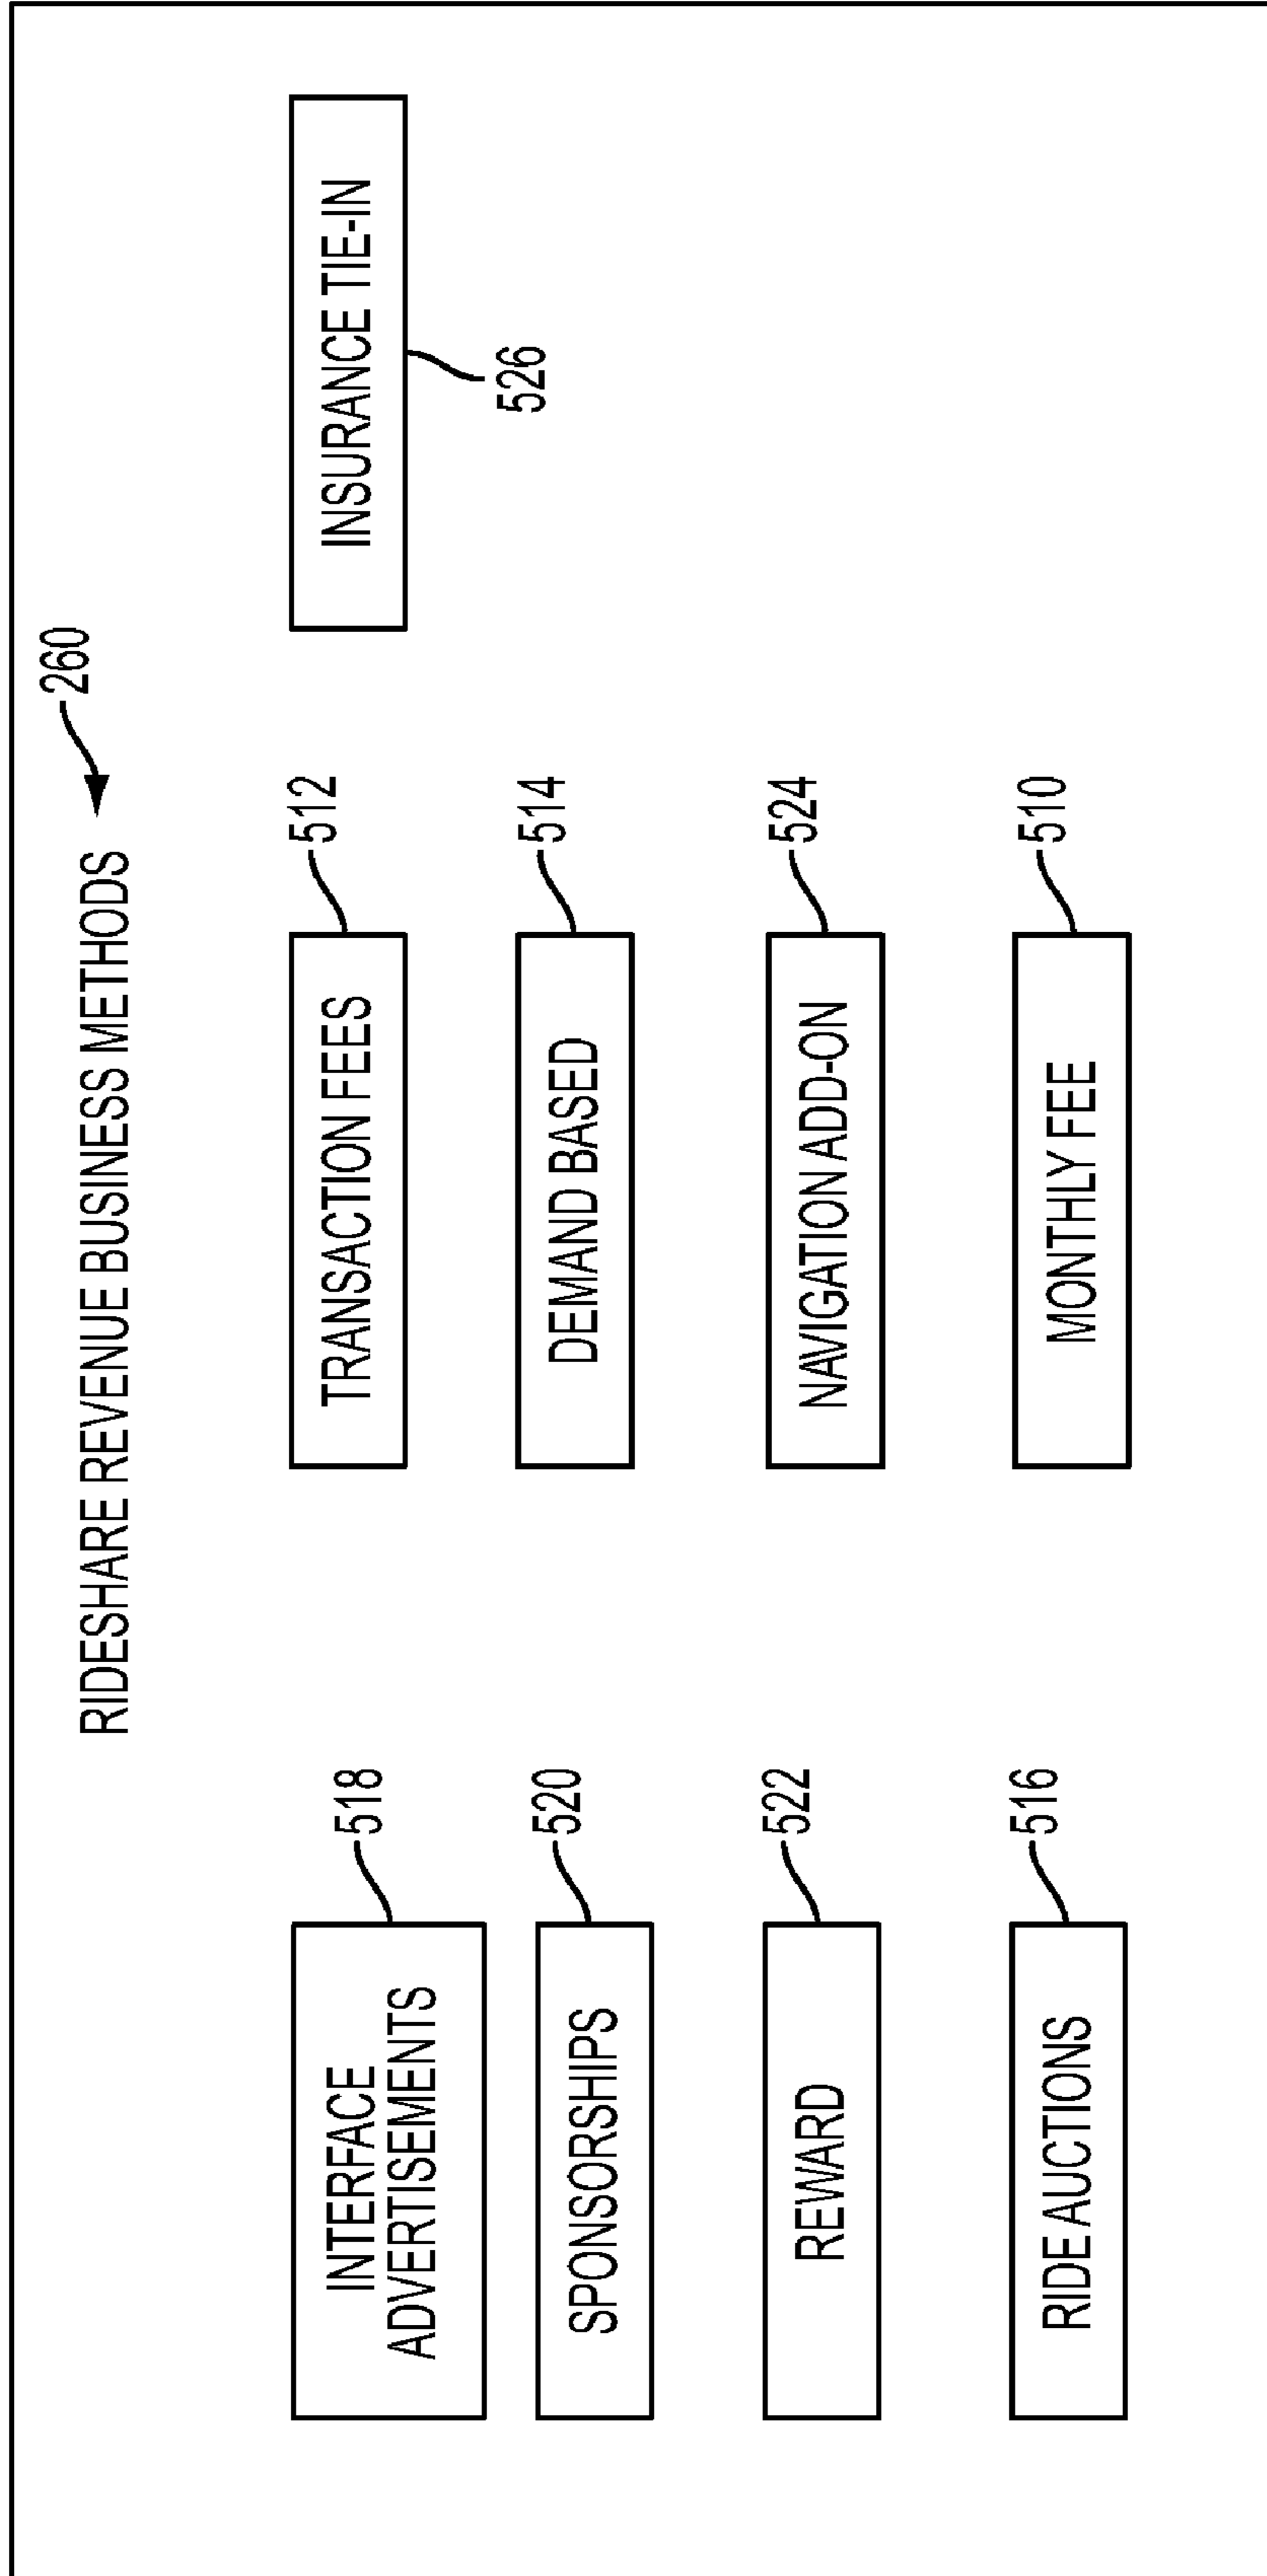 RIDESHARE REVENUE BUSINESS METHODS
260
INTERFACE
ADVERTISEMENTS
518
SPONSORSHIPS
520
REWARD
522
RIDE AUCTIONS
516
TRANSACTION FEES
512
DEMAND BASED
514
NAVIGATION ADD-ON
524
MONTHLY FEE
510
INSURANCE TIE-IN
526